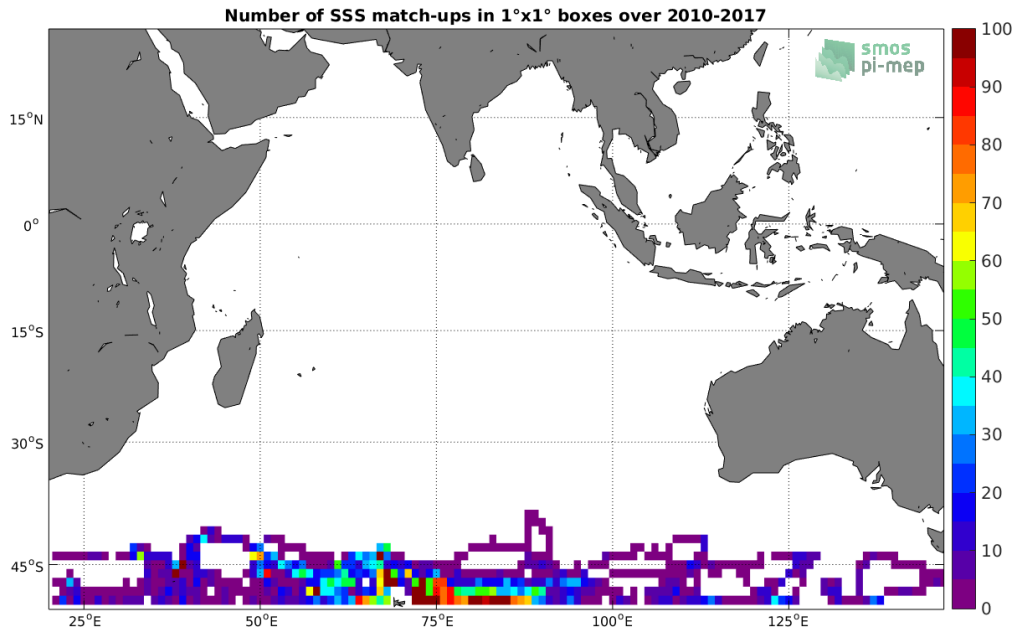 Number of SSS match-ups in 1°x1° boxes over 2010-2017
smos
pi-mep
15°N
0°
15°S
30°S
45°S
25°E
50°E
75°E
100°E
125°E
100
90
80
70
60
50
40
30
20
10
0